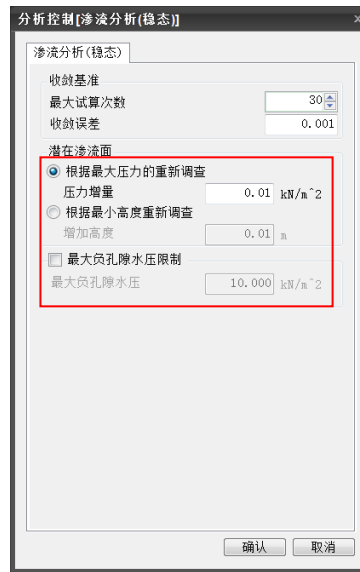 分析控制[渗流分析(稳态)]
渗流分析(稳态)
收敛基准
最大试算次数 30
收敛误差 0.001
潜在渗流面
根据最大压力的重新调查
压力增量 0.01 kN/m^2
根据最小高度重新调查
增加高度 0.01 m
最大负孔隙水压限制
最大负孔隙水压 10.000 kN/m^2
确认 取消